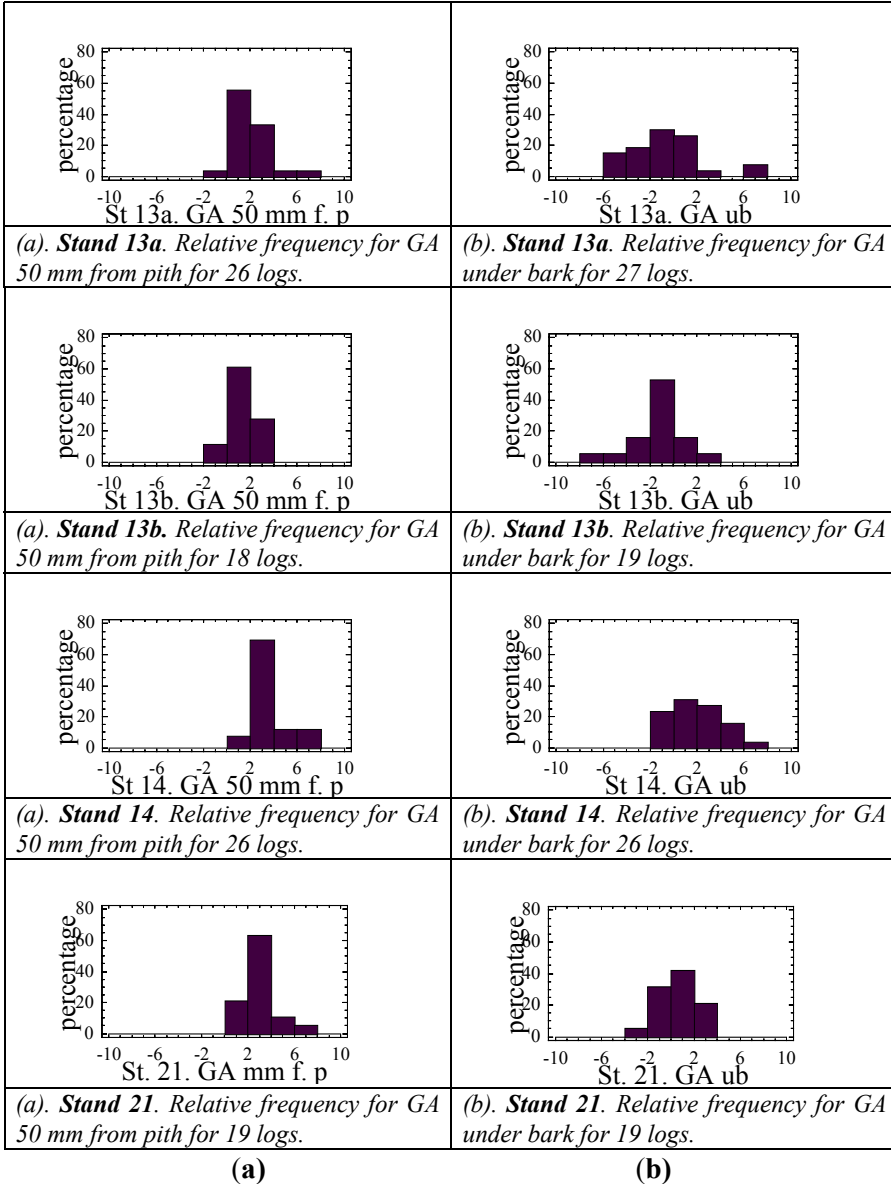 80
60
40
20
0
percentage
-10 -6 -2 2 6 10
St 13a. GA 50 mm f. p
80
60
40
20
0
percentage
-10 -6 -2 2 6 10
St 13a. GA ub
(a). Stand 13a. Relative frequency for GA
50 mm from pith for 26 logs.
(b). Stand 13a. Relative frequency for GA
under bark for 27 logs.
80
60
40
20
0
percentage
-10 -6 -2 2 6 10
St 13b. GA 50 mm f. p
80
60
40
20
0
percentage
-10 -6 -2 2 6 10
St 13b. GA ub
(a). Stand 13b. Relative frequency for GA
50 mm from pith for 18 logs.
(b). Stand 13b. Relative frequency for GA
under bark for 19 logs.
80
60
40
20
0
percentage
-10 -6 -2 2 6 10
St 14. GA 50 mm f. p
80
60
40
20
0
percentage
-10 -6 -2 2 6 10
St 14. GA ub
(a). Stand 14. Relative frequency for GA
50 mm from pith for 26 logs.
(b). Stand 14. Relative frequency for GA
under bark for 26 logs.
80
60
40
20
0
percentage
-10 -6 -2 2 6 10
St. 21. GA mm f. p
80
60
40
20
0
percentage
-10 -6 -2 2 6 10
St. 21. GA ub
(a). Stand 21. Relative frequency for GA
50 mm from pith for 19 logs.
(b). Stand 21. Relative frequency for GA
under bark for 19 logs.
(a)
(b)